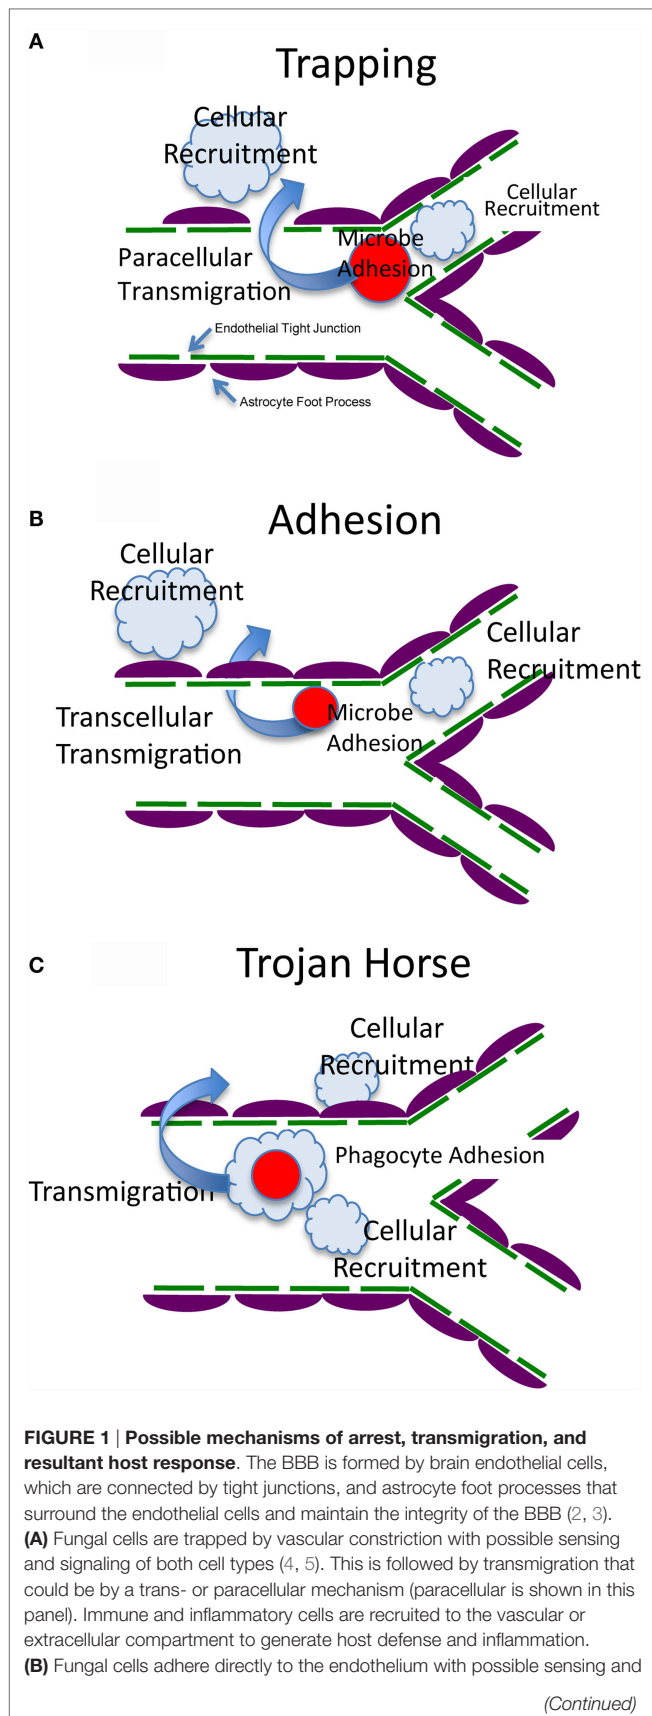 A
Trapping
Cellular
Recruitment
Cellular
Recruitment
Microbe
Adhesion
Paracellular
Transmigration
Endothelial Tight Junction
Astrocyte Foot Process
B
Adhesion
Cellular
Recruitment
Cellular
Recruitment
Transcellular
Transmigration
Microbe
Adhesion
C
Trojan Horse
Cellular
Recruitment
Phagocyte Adhesion
Transmigration
Cellular
Recruitment
FIGURE 1 | Possible mechanisms of arrest, transmigration, and
resultant host response. The BBB is formed by brain endothelial cells,
which are connected by tight junctions, and astrocyte foot processes that
surround the endothelial cells and maintain the integrity of the BBB (2, 3).
(A) Fungal cells are trapped by vascular constriction with possible sensing
and signaling of both cell types (4, 5). This is followed by transmigration that
could be by a trans- or paracellular mechanism (paracellular is shown in this
panel). Immune and inflammatory cells are recruited to the vascular or
extracellular compartment to generate host defense and inflammation.
(B) Fungal cells adhere directly to the endothelium with possible sensing and
(Continued)